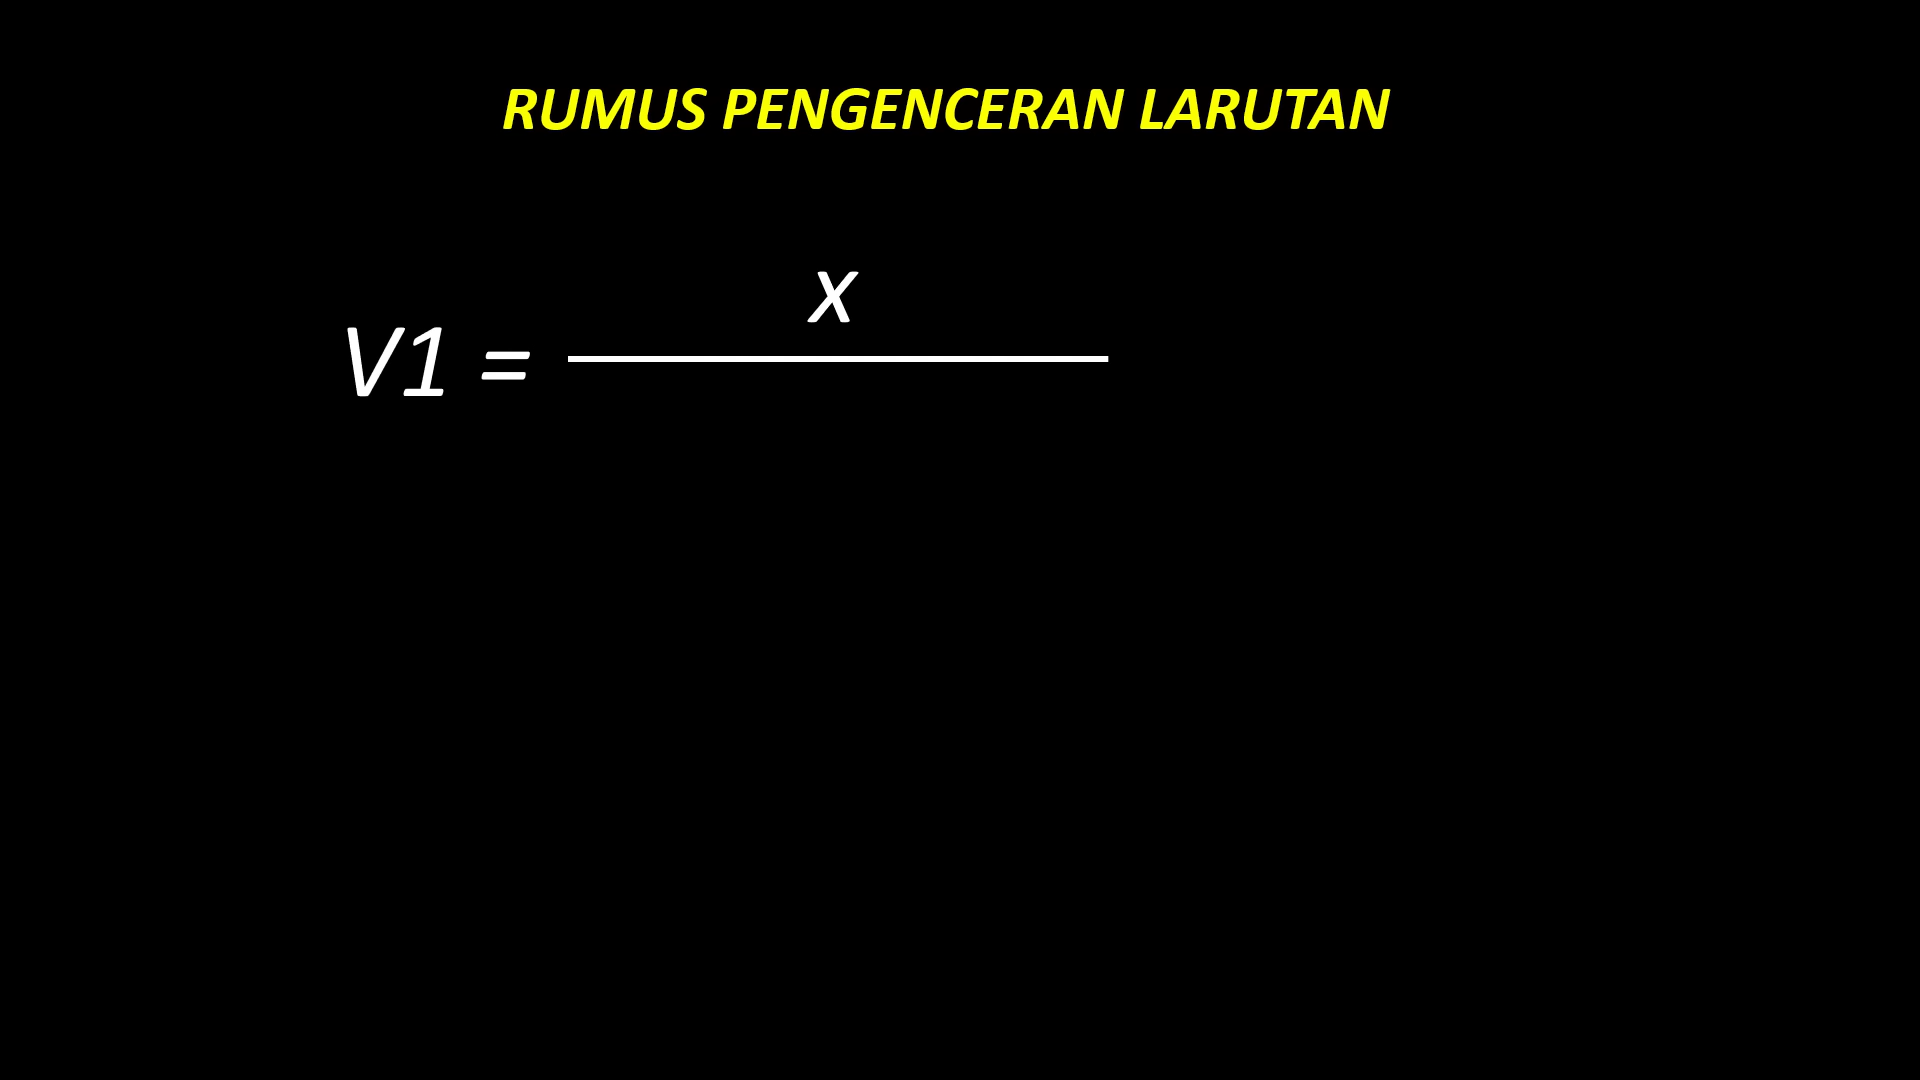 RUMUS PENGENCERAN LARUTAN
x
V1 =